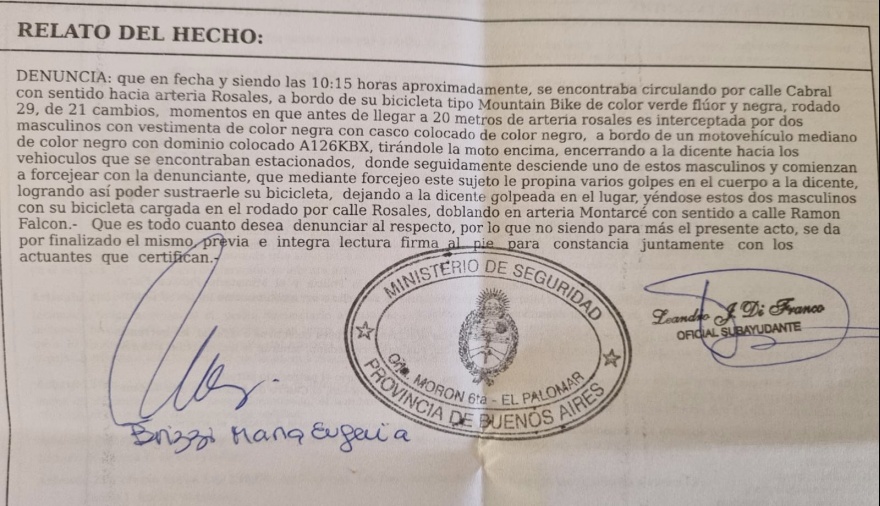 RELATO DEL HECHO:
DENUNCIA: que en fecha y siendo las 10:15 horas aproximadamente, se encontraba circulando por calle Cabral
con sentido hacia arteria Rosales, a bordo de su bicicleta tipo Mountain Bike de color verde flúor y negra, rodado
29, de 21 cambios, momentos en que antes de llegar a 20 metros de arteria rosales es interceptada por dos
masculinos con vestimenta de color negra con casco colocado de color negro, a bordo de un motovehículo mediano
de color negro con dominio colocado A126KBX, tirándole la moto encima, encerrando a la dicente hacia los
vehioculos que se encontraban estacionados, donde seguidamente desciende uno de estos masculinos y comienzan
a forcejear con la denunciante, que mediante forcejeo este sujeto le propina varios golpes en el cuerpo a la dicente,
logrando así poder sustraerle su bicicleta, dejando a la dicente golpeada en el lugar, yéndose estos dos masculinos
con su bicicleta cargada en el rodado por calle Rosales, doblando en arteria Montarcé con sentido a calle Ramon
Falcon.- Que es todo cuanto desea denunciar al respecto, por lo que no siendo para más el presente acto, se da
por finalizado el mismo, previa e integra lectura firma al pie para constancia juntamente con los
actuantes que certifican.-
MINISTERIO DE SEGURIDAD
MORON 6ta - EL PALOMAR
PROVINCIA DE BUENOS AIRES
Leandro J. Di Franco
OFICIAL SUBAYUDANTE
Brizzi Maria Eugenia